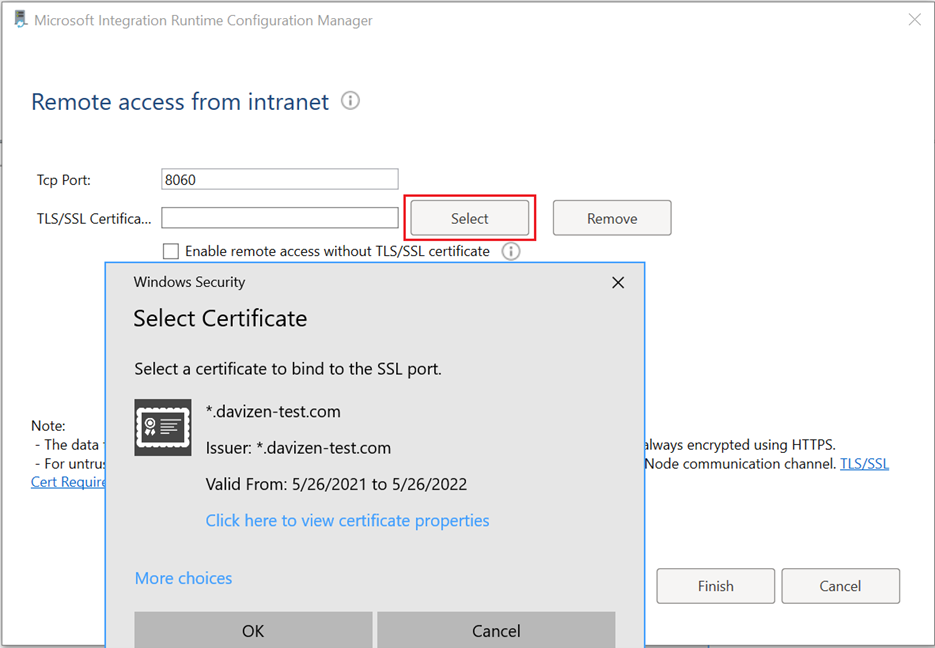 Microsoft Integration Runtime Configuration Manager
Remote access from intranet
Tcp Port:
8060
TLS/SSL Certifica...
Select
Remove
Enable remote access without TLS/SSL certificate
Windows Security
Select Certificate
Select a certificate to bind to the SSL port.
*.davizen-test.com
Issuer: *.davizen-test.com
Valid From: 5/26/2021 to 5/26/2022
Click here to view certificate properties
More choices
OK
Cancel
Note:
- The data always encrypted using HTTPS.
- For untrus Node communication channel. TLS/SSL
Cert Require
Finish
Cancel